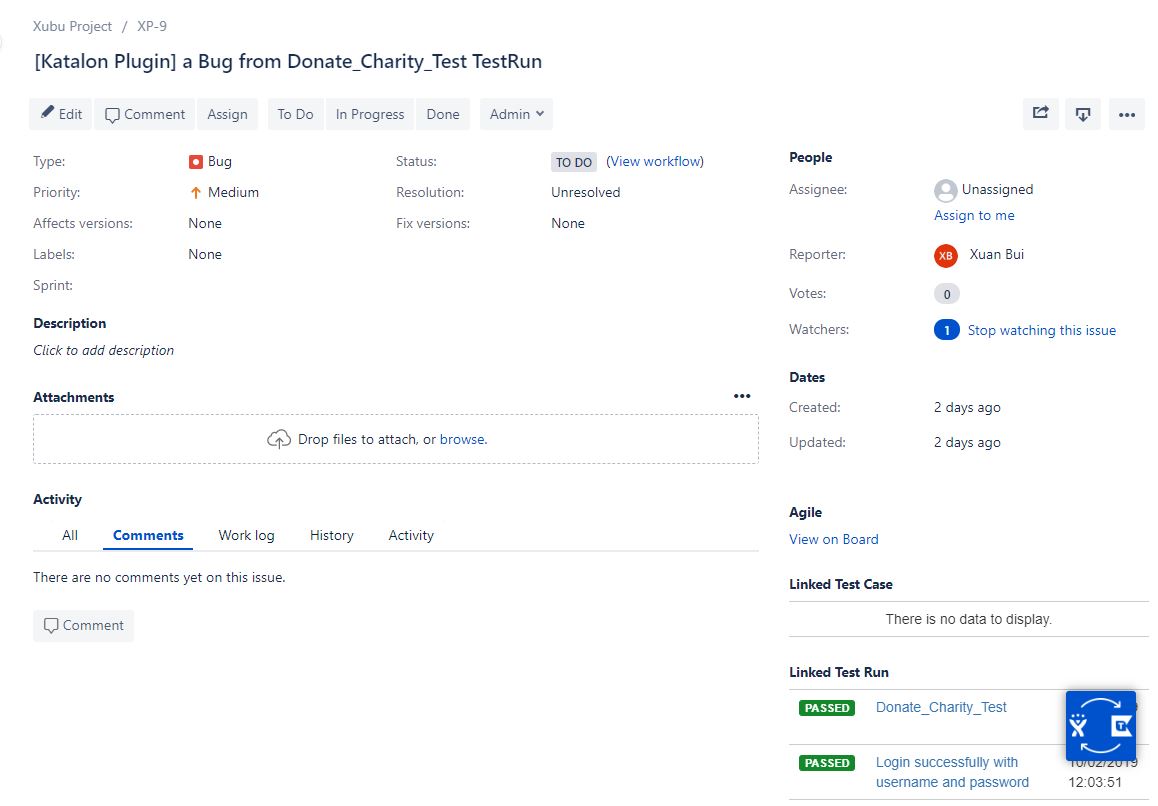 Xubu Project / XP-9
[Katalon Plugin] a Bug from Donate_Charity_Test TestRun
Edit Comment Assign To Do In Progress Done Admin
Type: Bug Status: TO DO (View workflow)
Priority: Medium Resolution: Unresolved
Affects versions: None Fix versions: None
Labels: None
Sprint:
Description
Click to add description
Attachments
Drop files to attach, or browse.
Activity
All Comments Work log History Activity
There are no comments yet on this issue.
Comment
People
Assignee: Unassigned
Assign to me
Reporter: XB Xuan Bui
Votes: 0
Watchers: 1 Stop watching this issue
Dates
Created: 2 days ago
Updated: 2 days ago
Agile
View on Board
Linked Test Case
There is no data to display.
Linked Test Run
PASSED Donate_Charity_Test
PASSED Login successfully with 10/02/2019
username and password 12:03:51